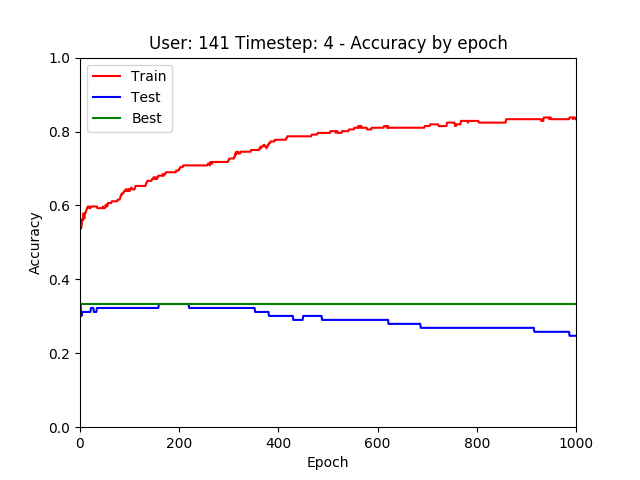 User: 141 Timestep: 4 - Accuracy by epoch
1.0
0.8
0.6
0.4
0.2
0.0
Accuracy
Train
Test
Best
0 200 400 600 800 1000
Epoch